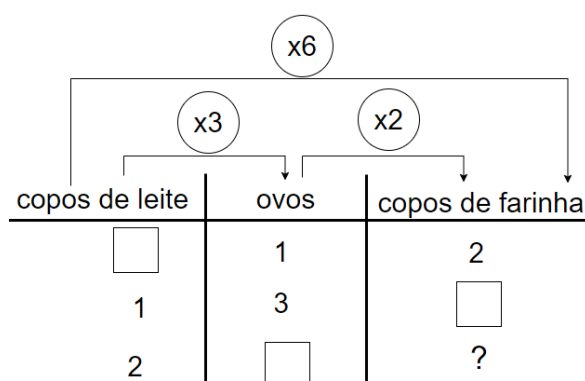 x6
x3 x2
copos de leite ovos copos de farinha
1 2
1 3
2 ?